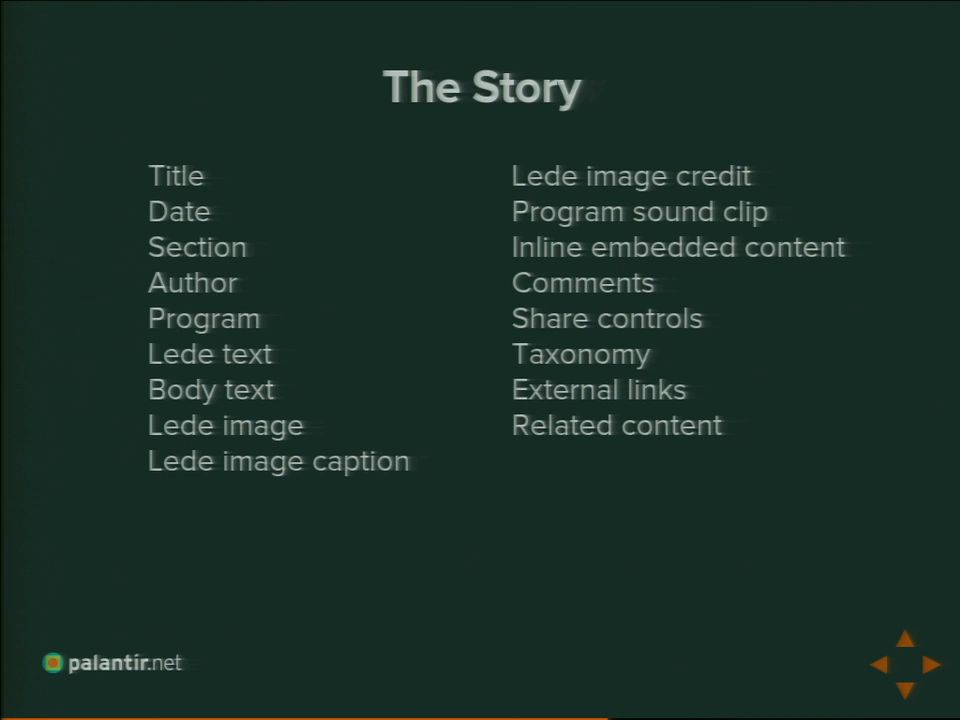 The Story
Title
Date
Section
Author
Program
Lede text
Body text
Lede image
Lede image caption
Lede image credit
Program sound clip
Inline embedded content
Comments
Share controls
Taxonomy
External links
Related content
palantir.net